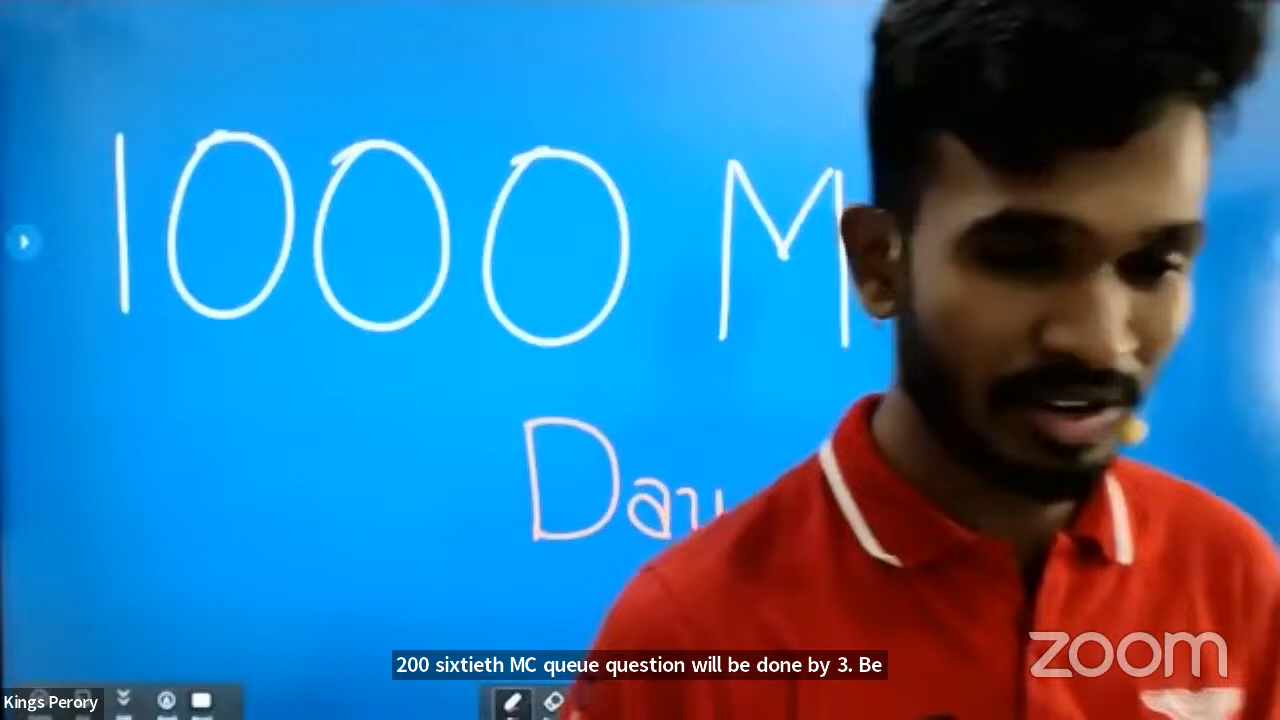 1000 M
Day
200 sixtieth MC queue question will be done by 3. Be
zoom
Kings Perory